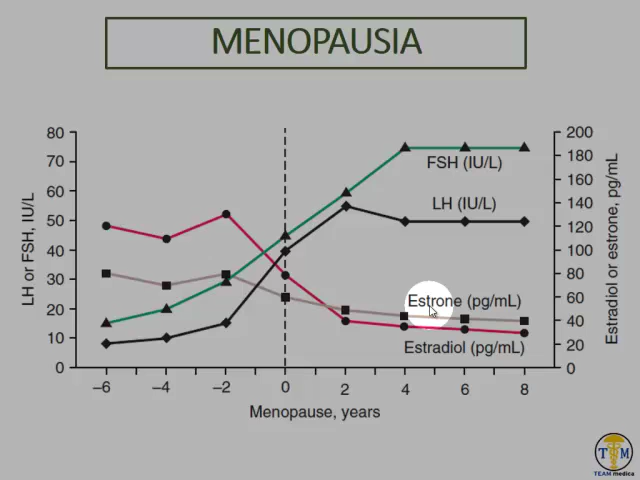 MENOPAUSIA
80
70
60
50
40
30
20
10
0
LH or FSH, IU/L
200
180
160
140
120
100
80
60
40
20
0
Estradiol or estrone, pg/mL
FSH (IU/L)
LH (IU/L)
Estrone (pg/mL)
Estradiol (pg/mL)
−6 −4 −2 0 2 4 6 8
Menopause, years
T M
TEAM medica